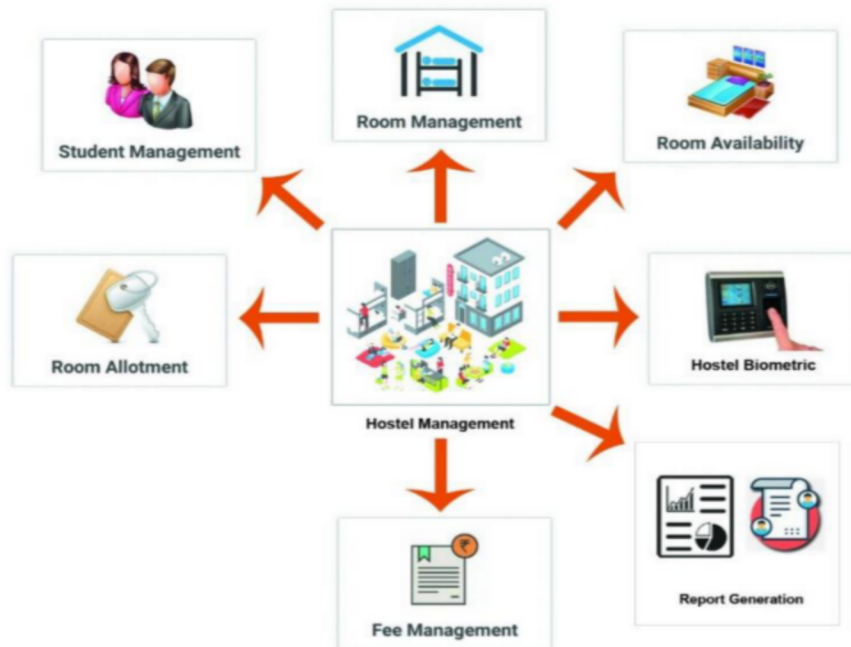 Student Management
Room Management
Room Availability
Room Allotment
Hostel Management
Hostel Biometric
Fee Management
₹
Report Generation